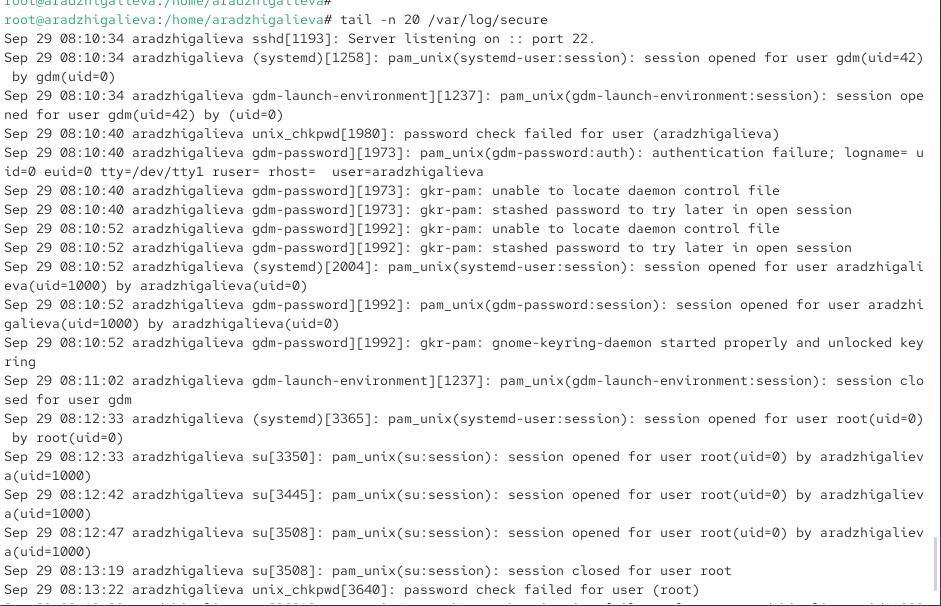 root@aradzhigalieva:/home/aradzhigalieva#
root@aradzhigalieva:/home/aradzhigalieva# tail -n 20 /var/log/secure
Sep 29 08:10:34 aradzhigalieva sshd[1193]: Server listening on :: port 22.
Sep 29 08:10:34 aradzhigalieva (systemd)[1258]: pam_unix(systemd-user:session): session opened for user gdm(uid=42)
 by gdm(uid=0)
Sep 29 08:10:34 aradzhigalieva gdm-launch-environment][1237]: pam_unix(gdm-launch-environment:session): session ope
ned for user gdm(uid=42) by (uid=0)
Sep 29 08:10:40 aradzhigalieva unix_chkpwd[1980]: password check failed for user (aradzhigalieva)
Sep 29 08:10:40 aradzhigalieva gdm-password][1973]: pam_unix(gdm-password:auth): authentication failure; logname= u
id=0 euid=0 tty=/dev/tty1 ruser= rhost=  user=aradzhigalieva
Sep 29 08:10:40 aradzhigalieva gdm-password][1973]: gkr-pam: unable to locate daemon control file
Sep 29 08:10:40 aradzhigalieva gdm-password][1973]: gkr-pam: stashed password to try later in open session
Sep 29 08:10:52 aradzhigalieva gdm-password][1992]: gkr-pam: unable to locate daemon control file
Sep 29 08:10:52 aradzhigalieva gdm-password][1992]: gkr-pam: stashed password to try later in open session
Sep 29 08:10:52 aradzhigalieva (systemd)[2004]: pam_unix(systemd-user:session): session opened for user aradzhigali
eva(uid=1000) by aradzhigalieva(uid=0)
Sep 29 08:10:52 aradzhigalieva gdm-password][1992]: pam_unix(gdm-password:session): session opened for user aradzhi
galieva(uid=1000) by aradzhigalieva(uid=0)
Sep 29 08:10:52 aradzhigalieva gdm-password][1992]: gkr-pam: gnome-keyring-daemon started properly and unlocked key
ring
Sep 29 08:11:02 aradzhigalieva gdm-launch-environment][1237]: pam_unix(gdm-launch-environment:session): session clo
sed for user gdm
Sep 29 08:12:33 aradzhigalieva (systemd)[3365]: pam_unix(systemd-user:session): session opened for user root(uid=0)
 by root(uid=0)
Sep 29 08:12:33 aradzhigalieva su[3350]: pam_unix(su:session): session opened for user root(uid=0) by aradzhigaliev
a(uid=1000)
Sep 29 08:12:42 aradzhigalieva su[3445]: pam_unix(su:session): session opened for user root(uid=0) by aradzhigaliev
a(uid=1000)
Sep 29 08:12:47 aradzhigalieva su[3508]: pam_unix(su:session): session opened for user root(uid=0) by aradzhigaliev
a(uid=1000)
Sep 29 08:13:19 aradzhigalieva su[3508]: pam_unix(su:session): session closed for user root
Sep 29 08:13:22 aradzhigalieva unix_chkpwd[3640]: password check failed for user (root)